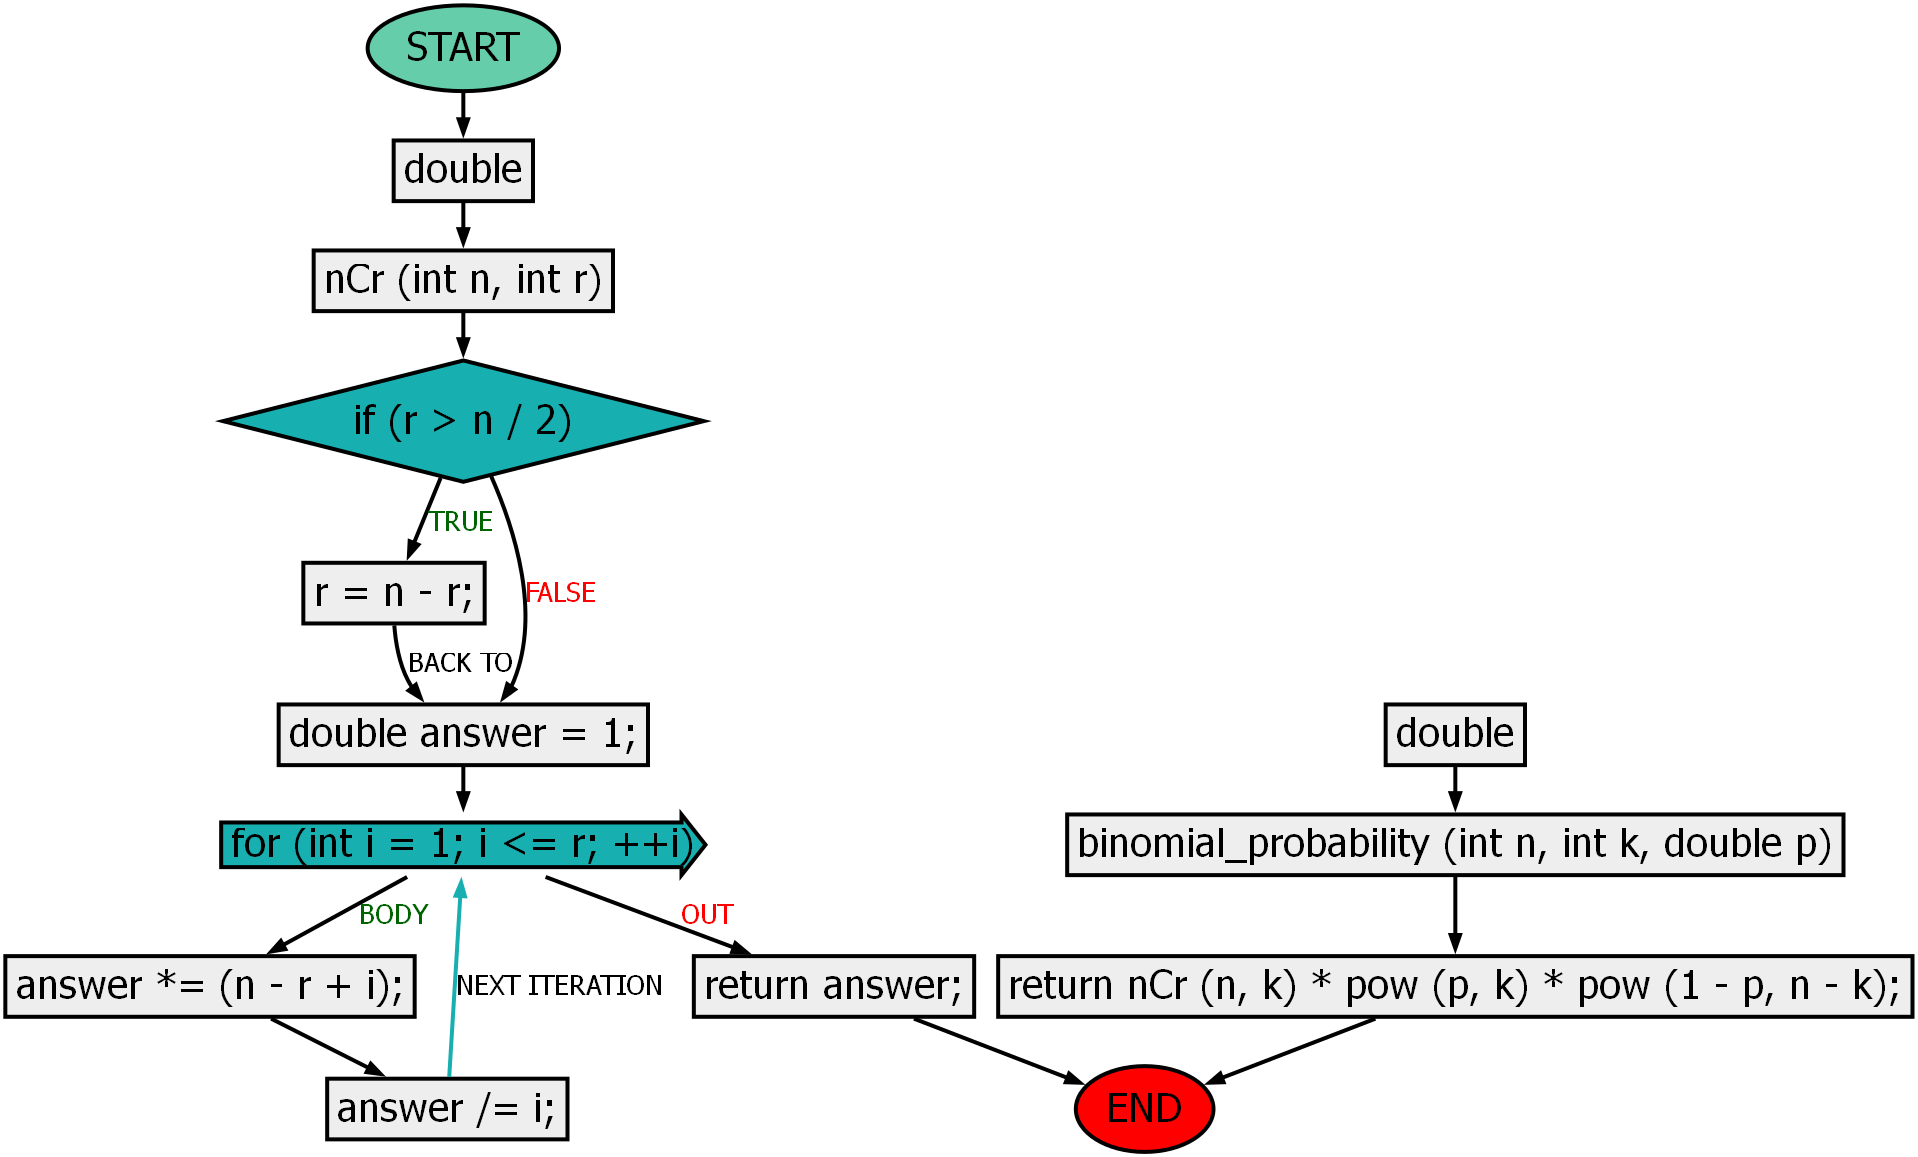 START
double
nCr (int n, int r)
if (r > n / 2)
TRUE
r = n - r;
FALSE
BACK TO
double answer = 1;
for (int i = 1; i <= r; ++i)
BODY
OUT
answer *= (n - r + i);
NEXT ITERATION
return answer;
answer /= i;
double
binomial_probability (int n, int k, double p)
return nCr (n, k) * pow (p, k) * pow (1 - p, n - k);
END